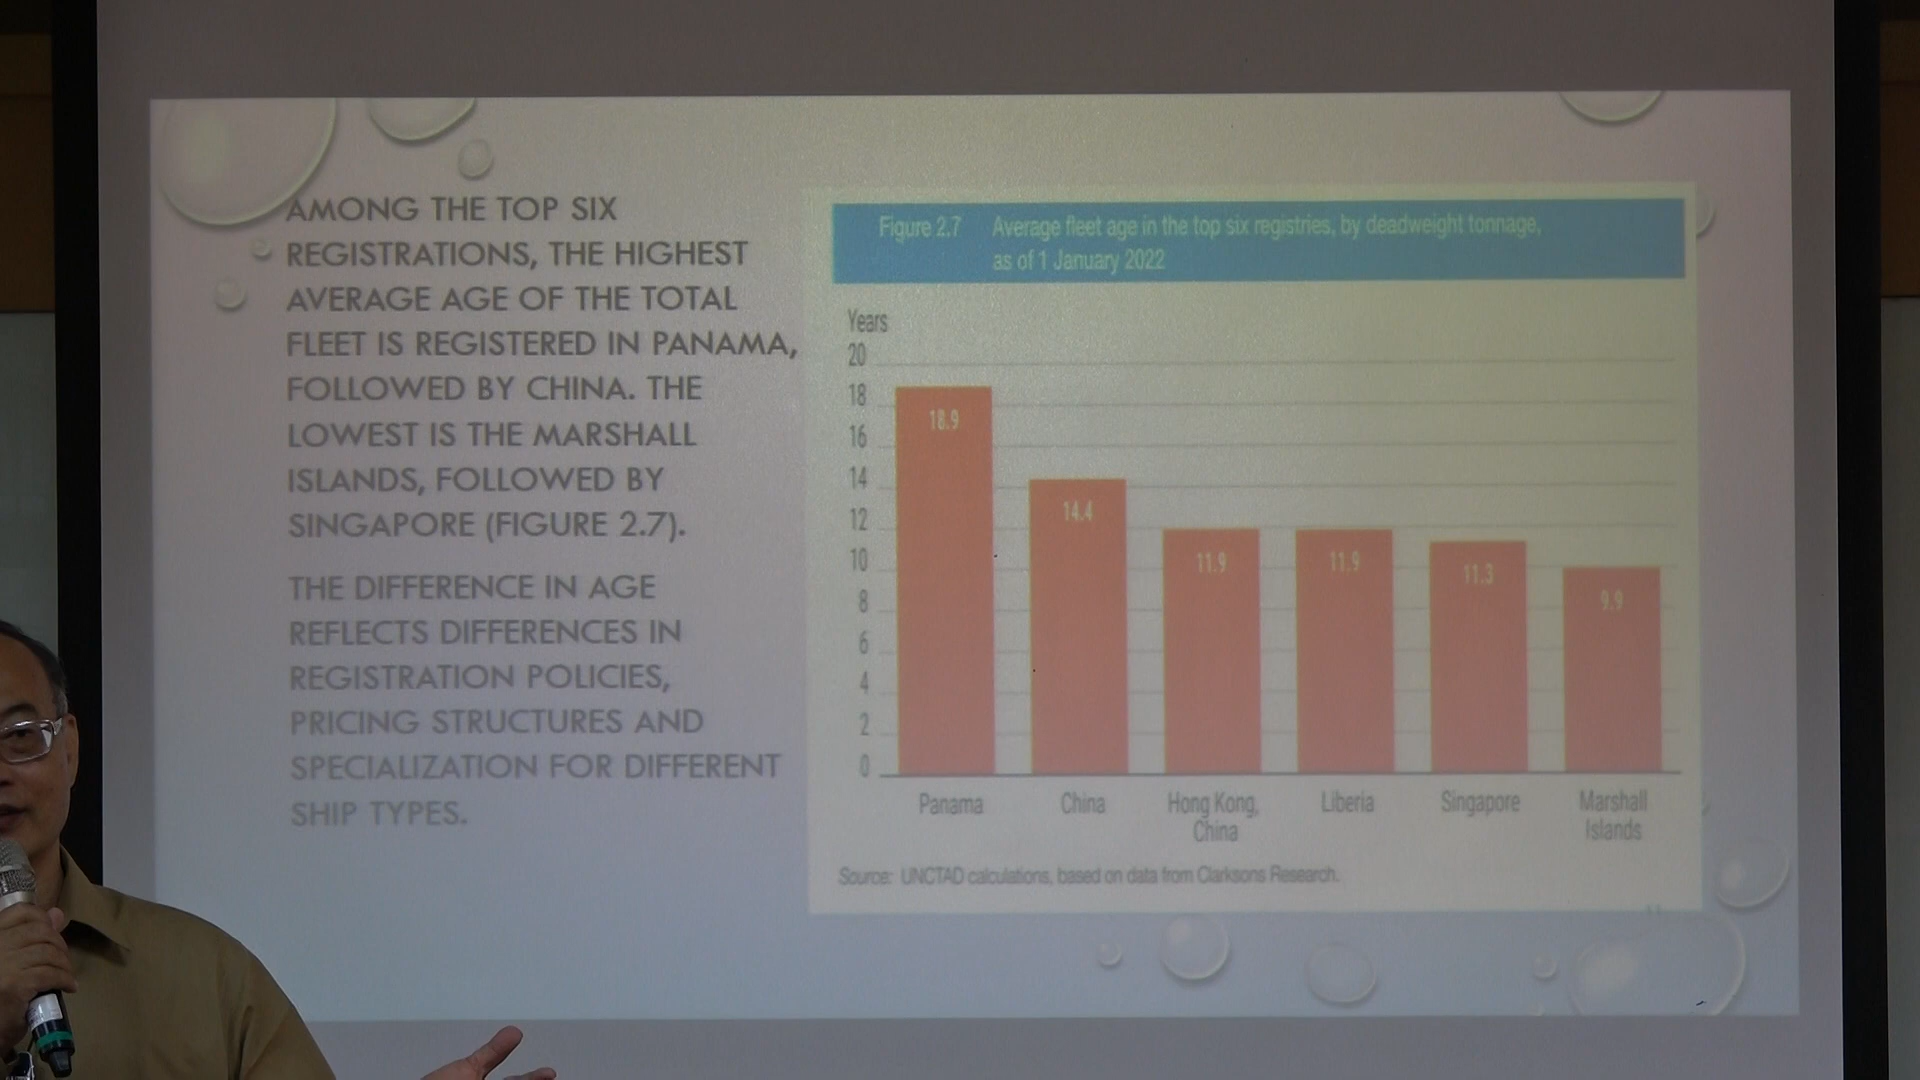 AMONG THE TOP SIX
REGISTRATIONS, THE HIGHEST
AVERAGE AGE OF THE TOTAL
FLEET IS REGISTERED IN PANAMA,
FOLLOWED BY CHINA. THE
LOWEST IS THE MARSHALL
ISLANDS, FOLLOWED BY
SINGAPORE (FIGURE 2.7).
THE DIFFERENCE IN AGE
REFLECTS DIFFERENCES IN
REGISTRATION POLICIES,
PRICING STRUCTURES AND
SPECIALIZATION FOR DIFFERENT
SHIP TYPES.
Figure 2.7 Average fleet age in the top six registries, by deadweight tonnage,
as of 1 January 2022
Years
20
18
16
14
12
10
8
6
4
2
0
18.9
14.4
11.9
11.9
11.3
9.9
Panama
China
Hong Kong,
China
Liberia
Singapore
Marshall
Islands
Source: UNCTAD calculations, based on data from Clarksons Research.